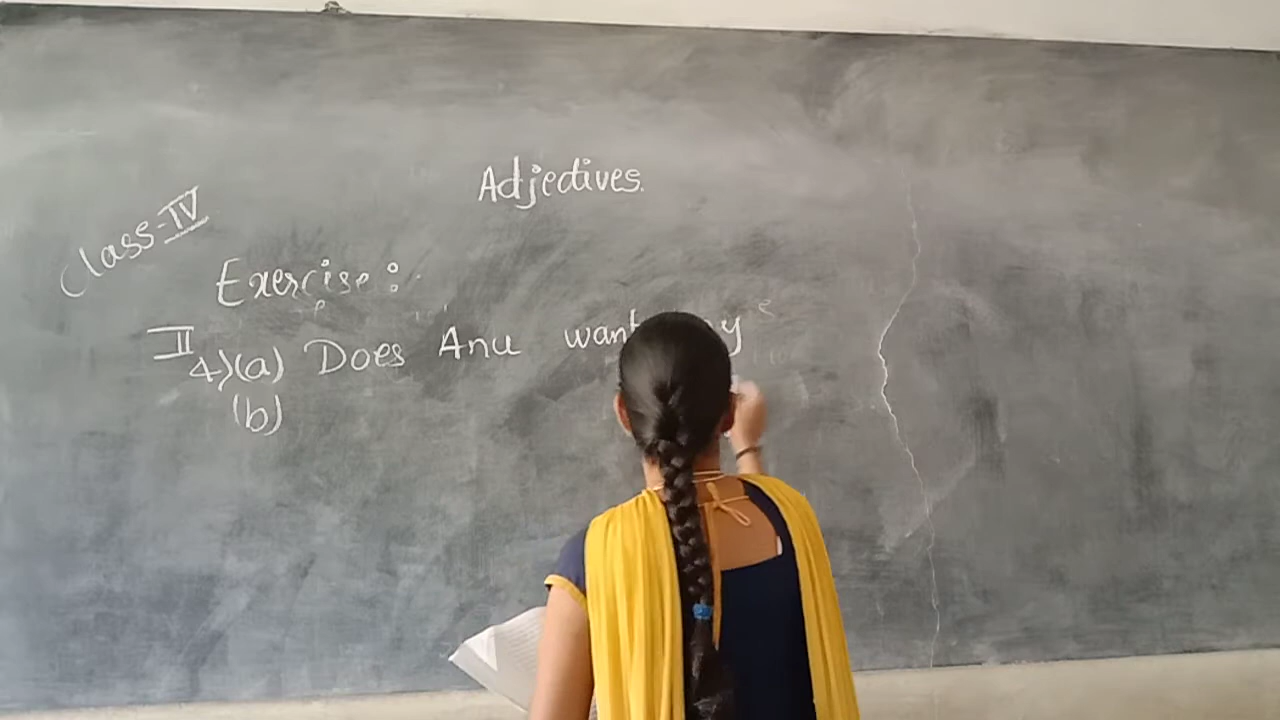 Adjectives.
Class-IV
Exercise:
II 4)(a) Does Anu want
(b)